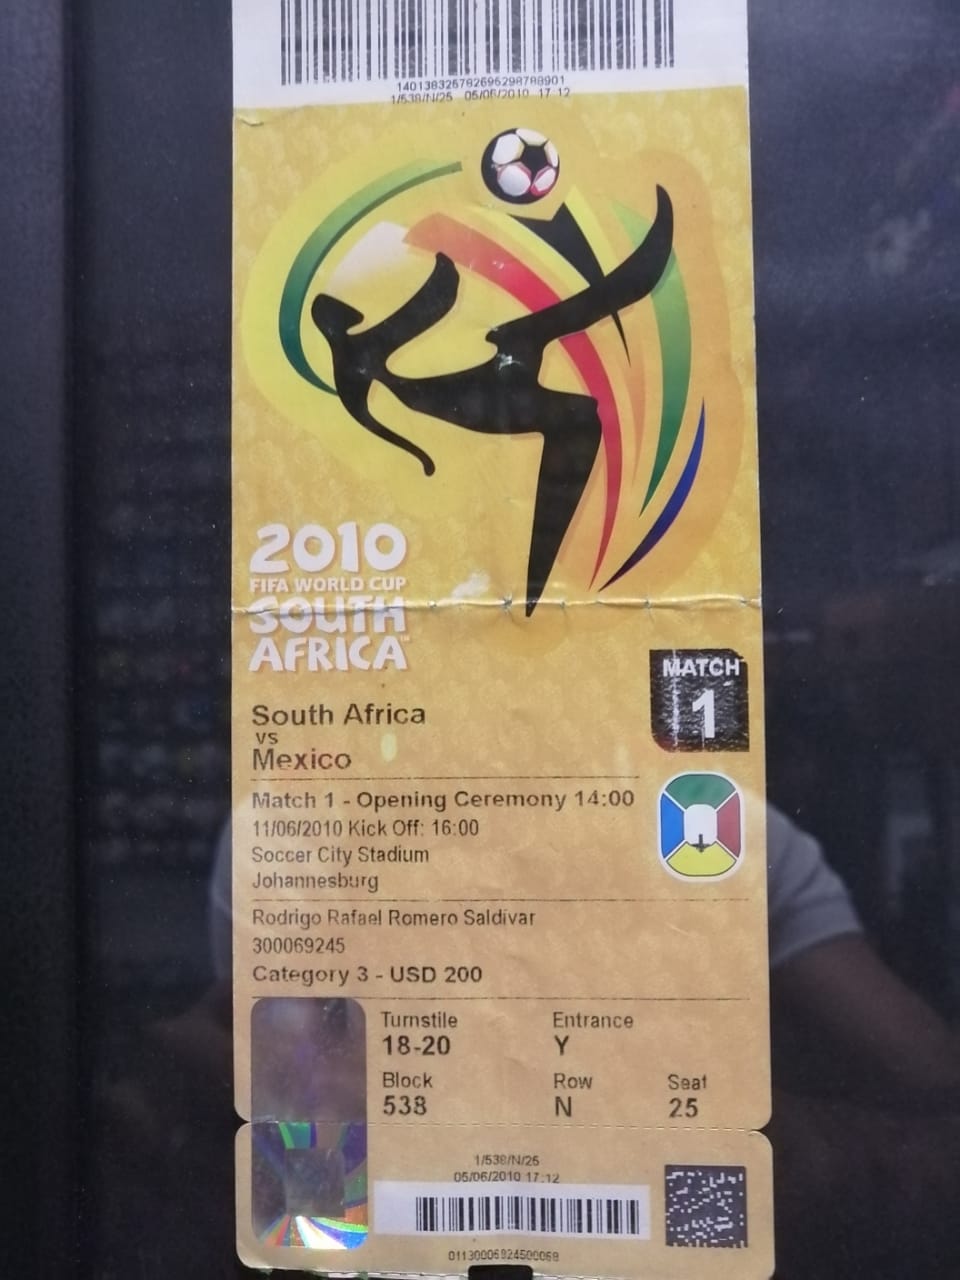 140138325782695298788901
1/538/N/25 05/06/2010 17:12
2010
FIFA WORLD CUP
SOUTH
AFRICA™
MATCH
1
South Africa
vs
Mexico
Match 1 - Opening Ceremony 14:00
11/06/2010 Kick Off: 16:00
Soccer City Stadium
Johannesburg
Rodrigo Rafael Romero Saldívar
300069245
Category 3 - USD 200
Turnstile Entrance
18-20 Y
Block Row Seat
538 N 25
1/538/N/25
05/06/2010 17:12